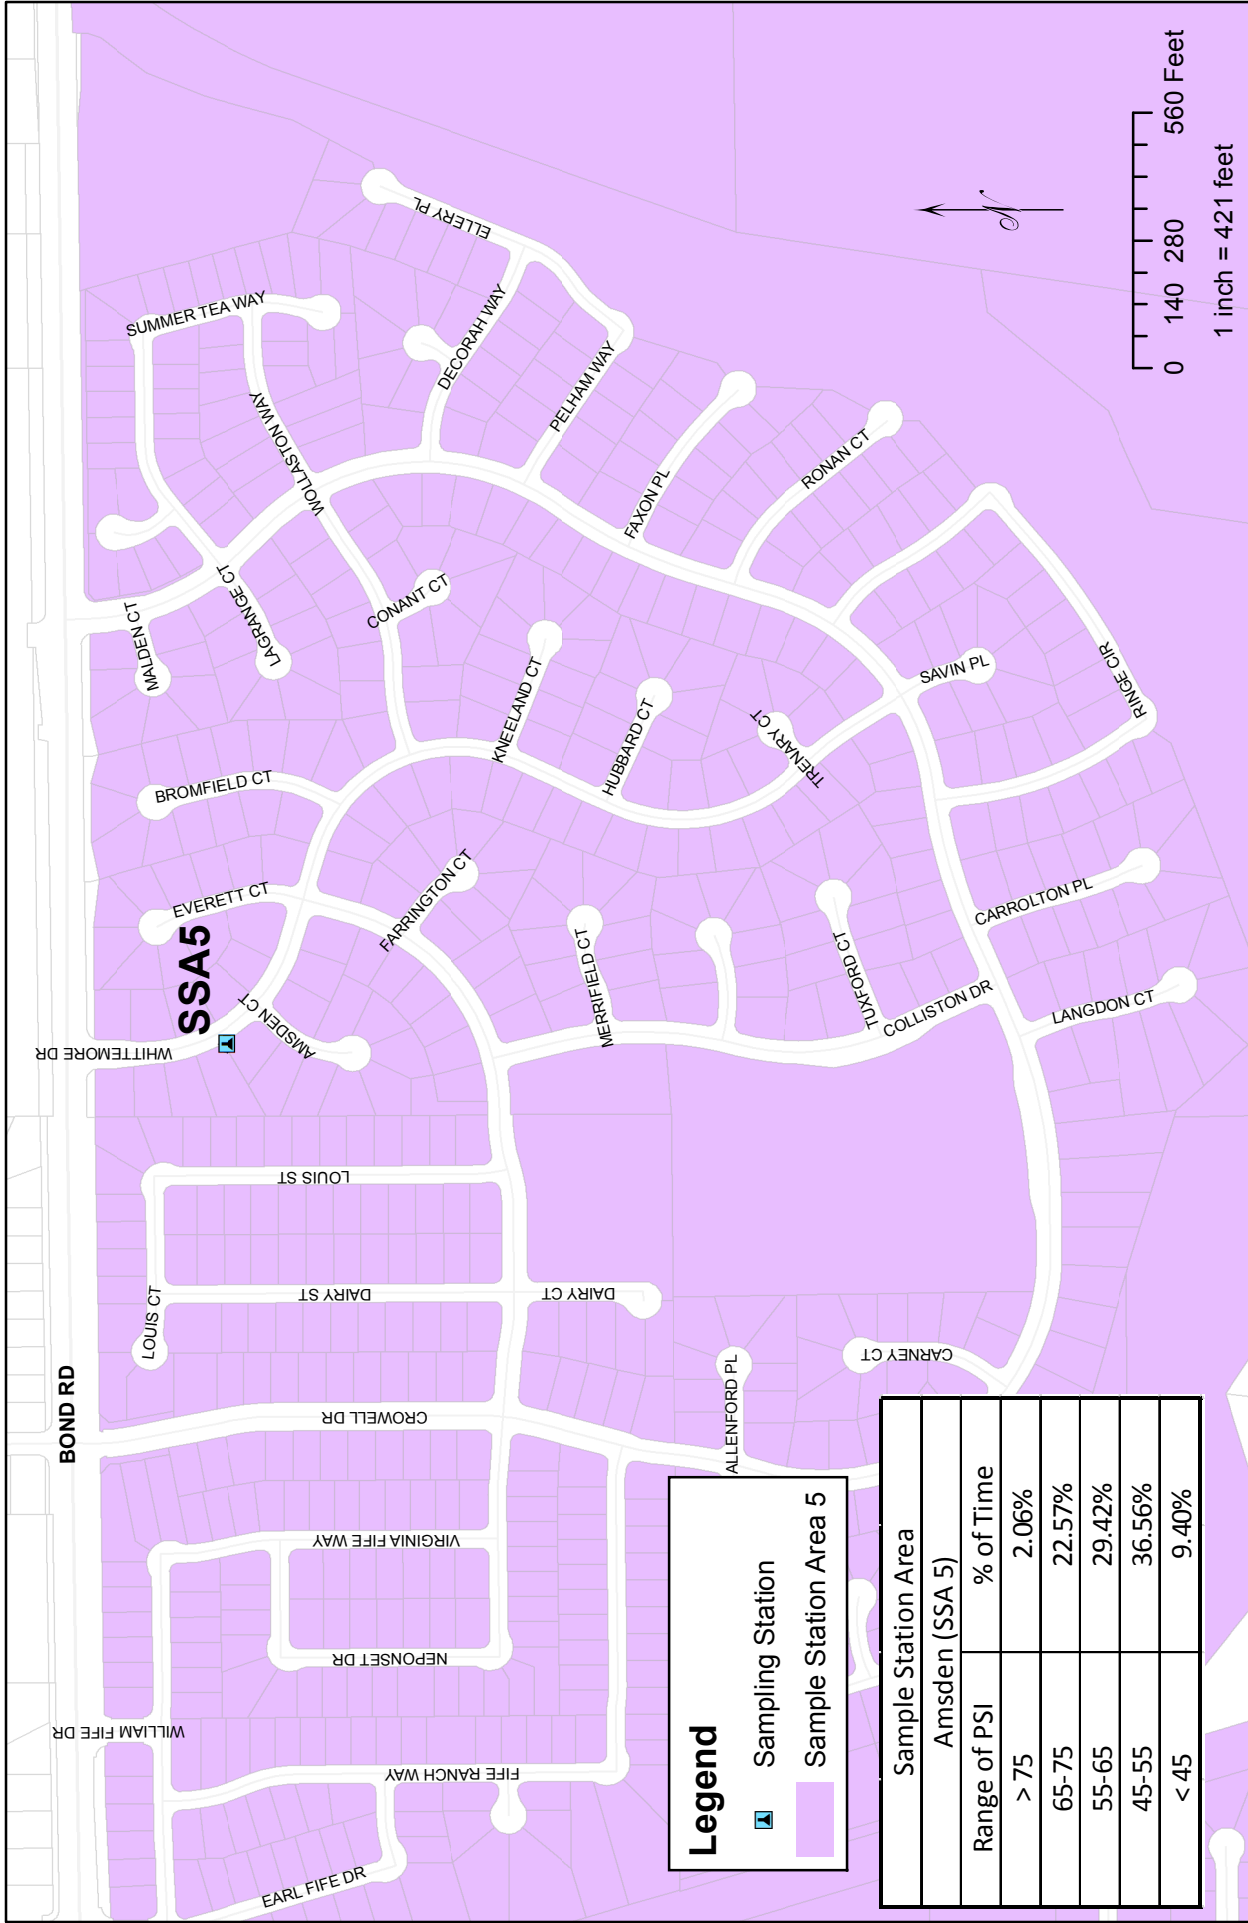 BOND RD
WILLIAM FIFE DR
EARL FIFE DR
FIFE RANCH WAY
NEPONSET DR
VIRGINIA FIFE WAY
CROWELL DR
LOUIS CT
DAIRY ST
DAIRY CT
LOUIS ST
WHITTEMORE DR
SSA5
AMSDEN CT
EVERETT CT
BROMFIELD CT
FARRINGTON CT
MALDEN CT
LAGRANGE CT
SUMMER TEA WAY
WOLLASTON WAY
CONANT CT
KNEELAND CT
HUBBARD CT
TRENARY CT
DECORAH WAY
ELLERY PL
PELHAM WAY
FAXON PL
RONAN CT
SAVIN PL
RINGE CIR
MERRIFIELD CT
TUXFORD CT
COLLISTON DR
CARROLTON PL
LANGDON CT
ALLENFORD PL
CARNEY CT
Legend
Sampling Station
Sample Station Area 5
Sample Station Area
Amsden (SSA 5)
Range of PSI % of Time
> 75 2.06%
65-75 22.57%
55-65 29.42%
45-55 36.56%
< 45 9.40%
N
0 140 280 560 Feet
1 inch = 421 feet